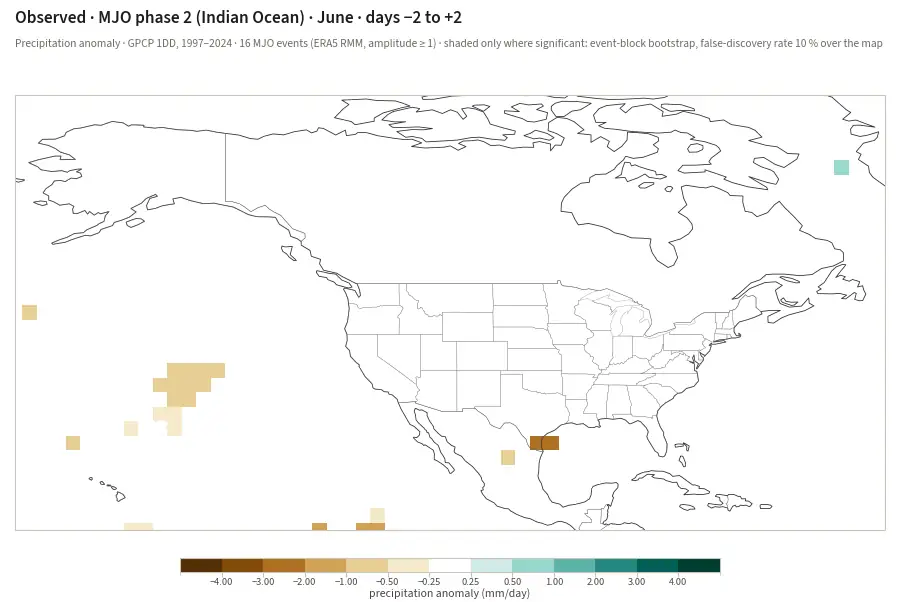 Observed · MJO phase 2 (Indian Ocean) · June · days −2 to +2
Precipitation anomaly · GPCP 1DD, 1997–2024 · 16 MJO events (ERA5 RMM, amplitude ≥ 1) · shaded only where significant: event-block bootstrap, false-discovery rate 10 % over the map
−4.00 −3.00 −2.00 −1.00 −0.50 −0.25 0.25 0.50 1.00 2.00 3.00 4.00
precipitation anomaly (mm/day)